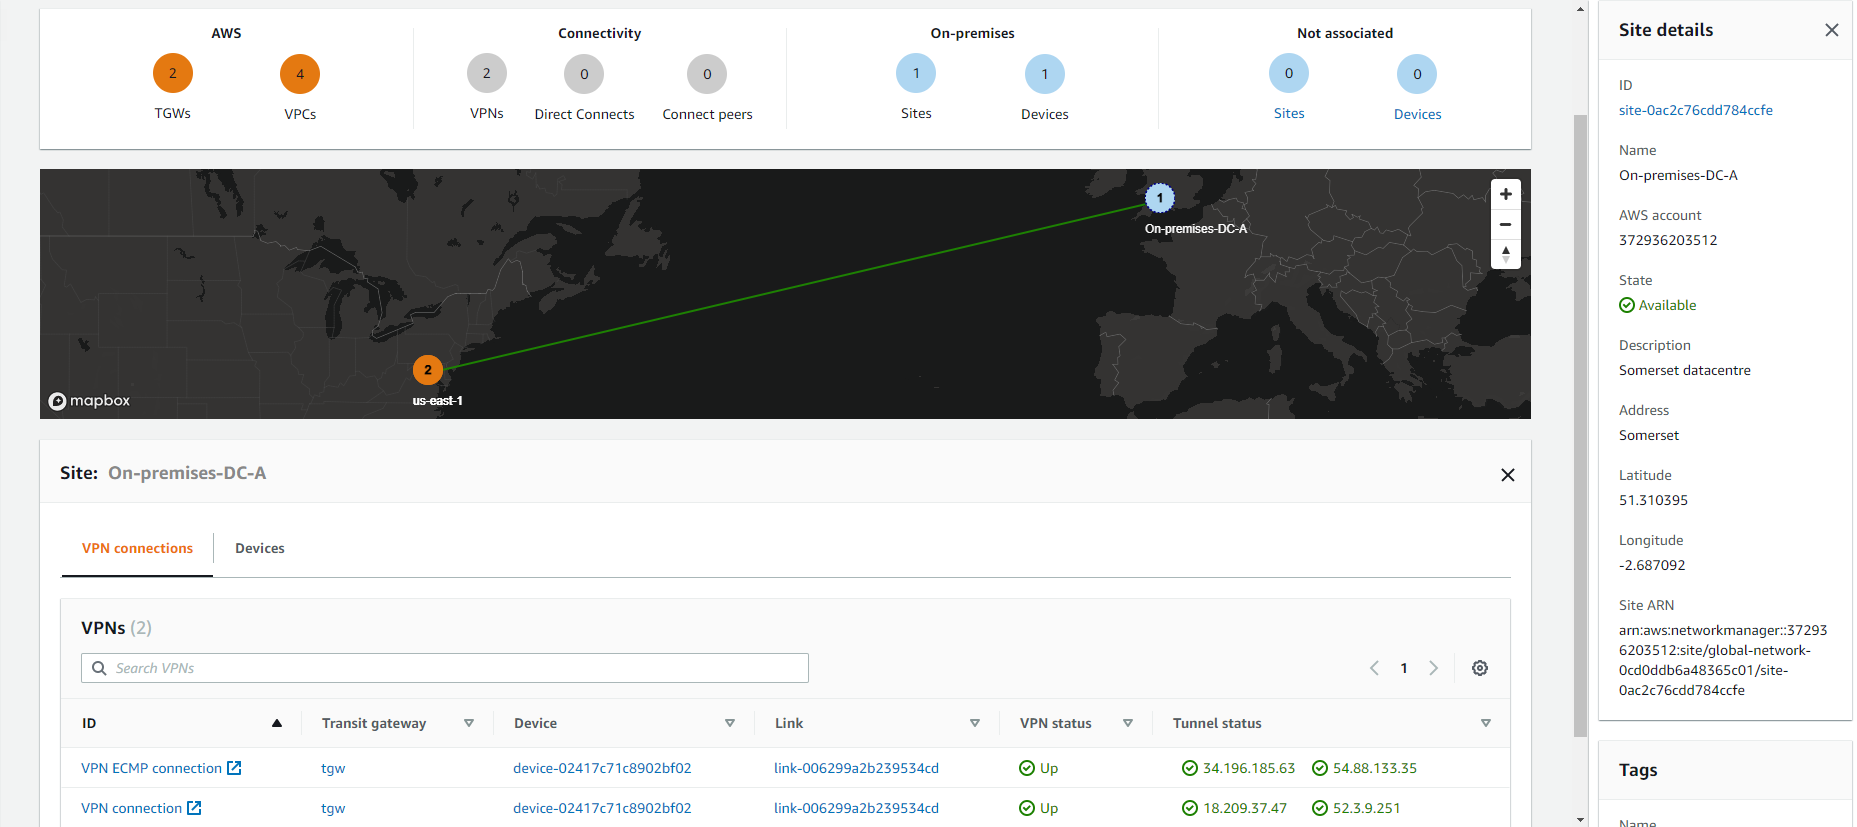 AWS
Connectivity
On-premises
Not associated
2
4
2
0
0
1
1
0
0
TGWs
VPCs
VPNs
Direct Connects
Connect peers
Sites
Devices
Sites
Devices
1
On-premises-DC-A
2
us-east-1
mapbox
Site: On-premises-DC-A
VPN connections
Devices
VPNs (2)
Search VPNs
1
ID Transit gateway Device Link VPN status Tunnel status
VPN ECMP connection tgw device-02417c71c8902bf02 link-006299a2b239534cd Up 34.196.185.63 54.88.133.35
VPN connection tgw device-02417c71c8902bf02 link-006299a2b239534cd Up 18.209.37.47 52.3.9.251
Site details
ID
site-0ac2c76cdd784ccfe
Name
On-premises-DC-A
AWS account
372936203512
State
Available
Description
Somerset datacentre
Address
Somerset
Latitude
51.310395
Longitude
-2.687092
Site ARN
arn:aws:networkmanager::37293
6203512:site/global-network-
0cd0ddb6a48365c01/site-
0ac2c76cdd784ccfe
Tags
Name